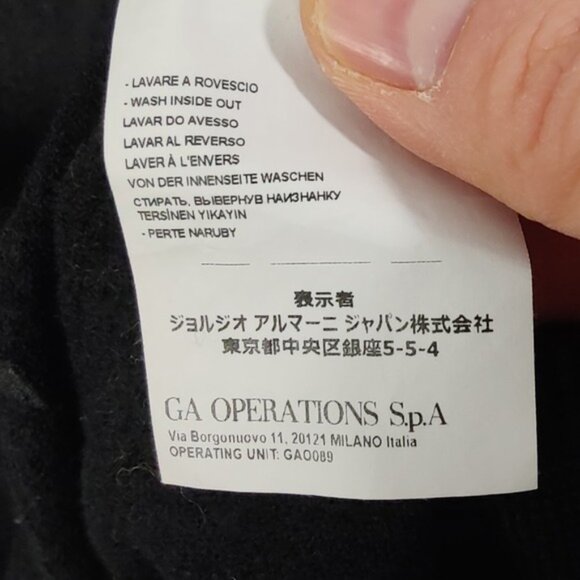 - LAVARE A ROVESCIO
- WASH INSIDE OUT
LAVAR DO AVESSO
LAVAR AL REVERSO
LAVER À L'ENVERS
VON DER INNENSEITE WASCHEN
СТИРАТЬ, ВЫВЕРНУВ НАИЗНАНКУ
TERSİNEN YIKAYIN
- PERTE NARUBY
表示者
ジョルジオ アルマーニ ジャパン株式会社
東京都中央区銀座5-5-4
GA OPERATIONS S.p.A
Via Borgonuovo 11, 20121 MILANO Italia
OPERATING UNIT: GAO089